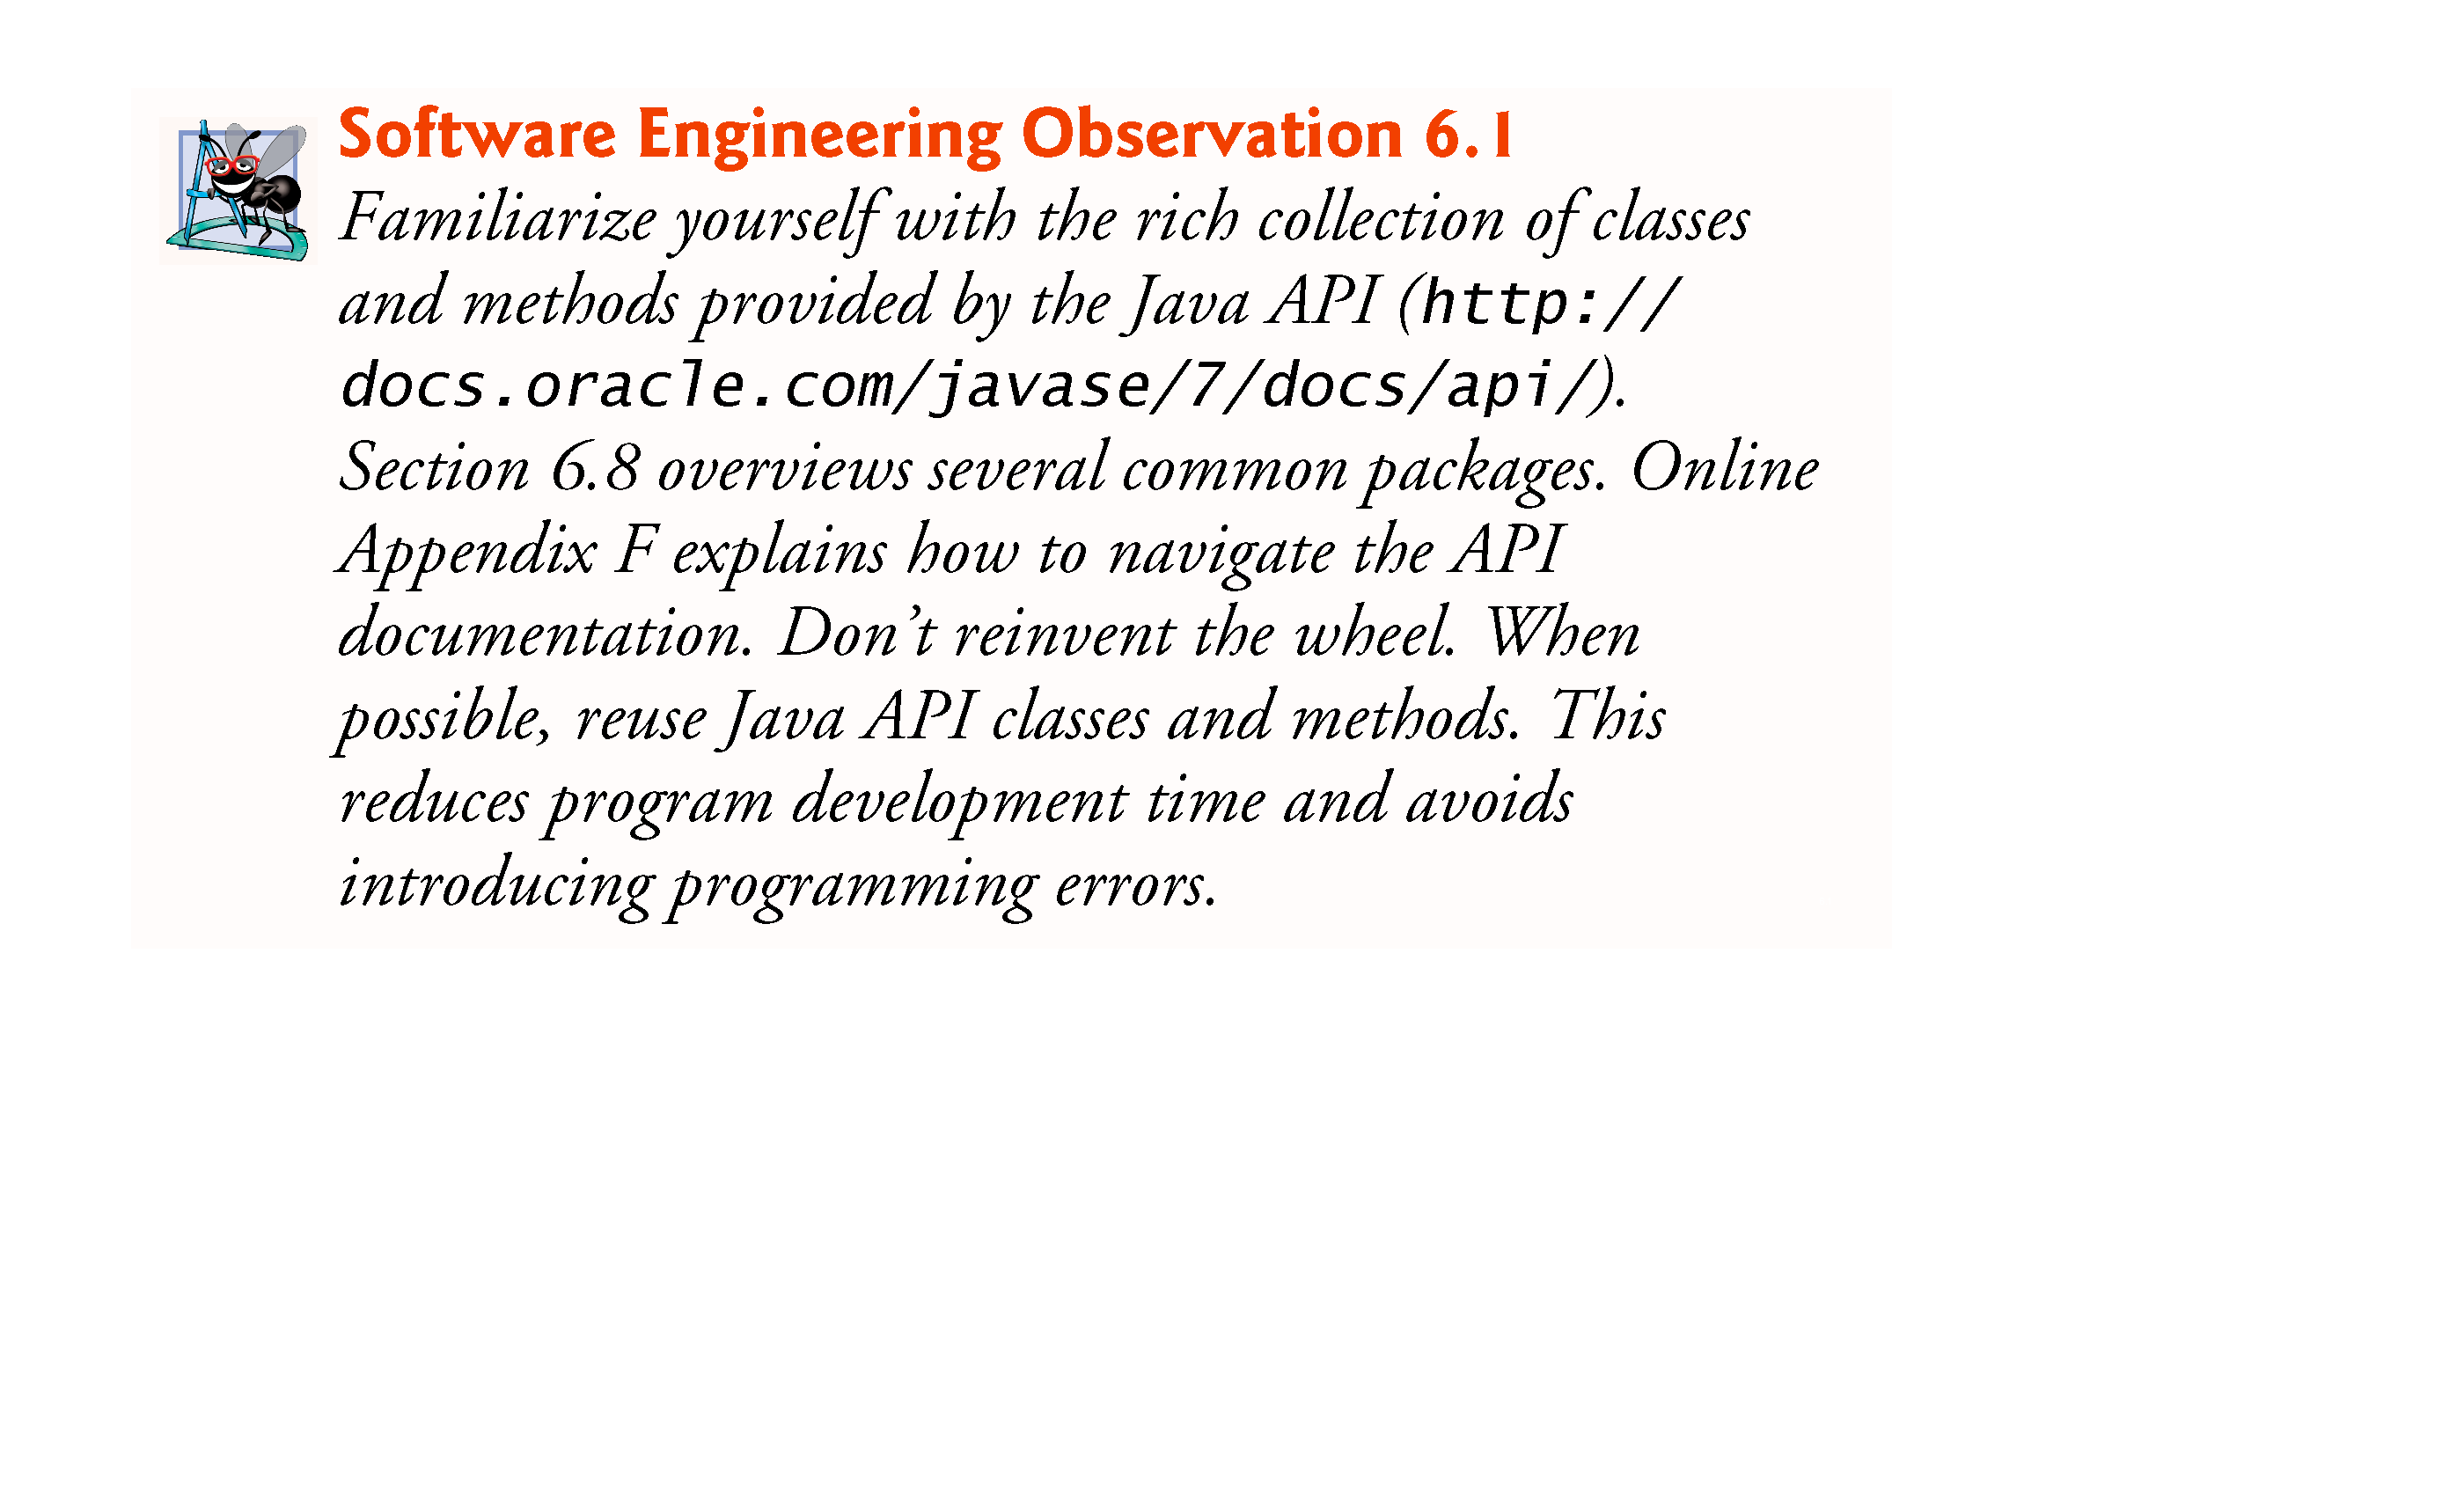 Software Engineering Observation 6.1
Familiarize yourself with the rich collection of classes
and methods provided by the Java API (http://
docs.oracle.com/javase/7/docs/api/).
Section 6.8 overviews several common packages. Online
Appendix F explains how to navigate the API
documentation. Don’t reinvent the wheel. When
possible, reuse Java API classes and methods. This
reduces program development time and avoids
introducing programming errors.